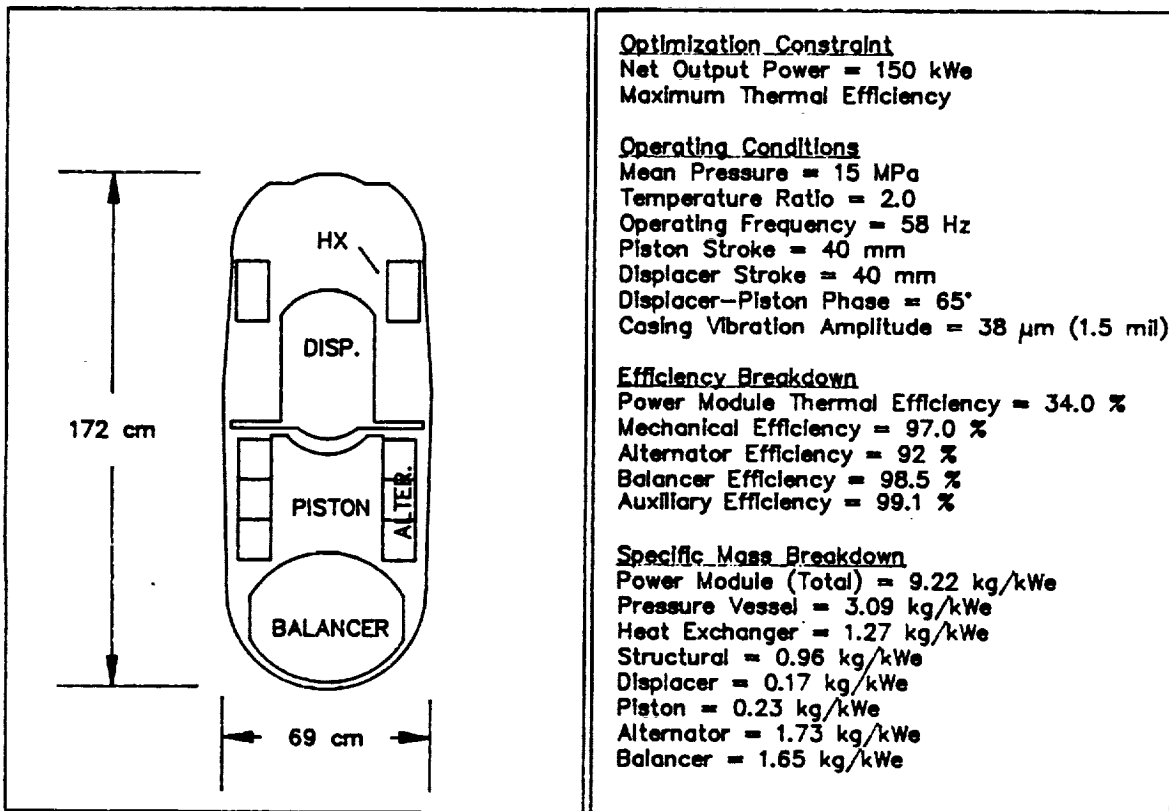 HX
DISP.
172 cm
PISTON
ALTER.
BALANCER
69 cm
Optimization Constraint
Net Output Power = 150 kWe
Maximum Thermal Efficiency
Operating Conditions
Mean Pressure = 15 MPa
Temperature Ratio = 2.0
Operating Frequency = 58 Hz
Piston Stroke = 40 mm
Displacer Stroke = 40 mm
Displacer-Piston Phase = 65°
Casing Vibration Amplitude = 38 μm (1.5 mil)
Efficiency Breakdown
Power Module Thermal Efficiency = 34.0 %
Mechanical Efficiency = 97.0 %
Alternator Efficiency = 92 %
Balancer Efficiency = 98.5 %
Auxiliary Efficiency = 99.1 %
Specific Mass Breakdown
Power Module (Total) = 9.22 kg/kWe
Pressure Vessel = 3.09 kg/kWe
Heat Exchanger = 1.27 kg/kWe
Structural = 0.96 kg/kWe
Displacer = 0.17 kg/kWe
Piston = 0.23 kg/kWe
Alternator = 1.73 kg/kWe
Balancer = 1.65 kg/kWe